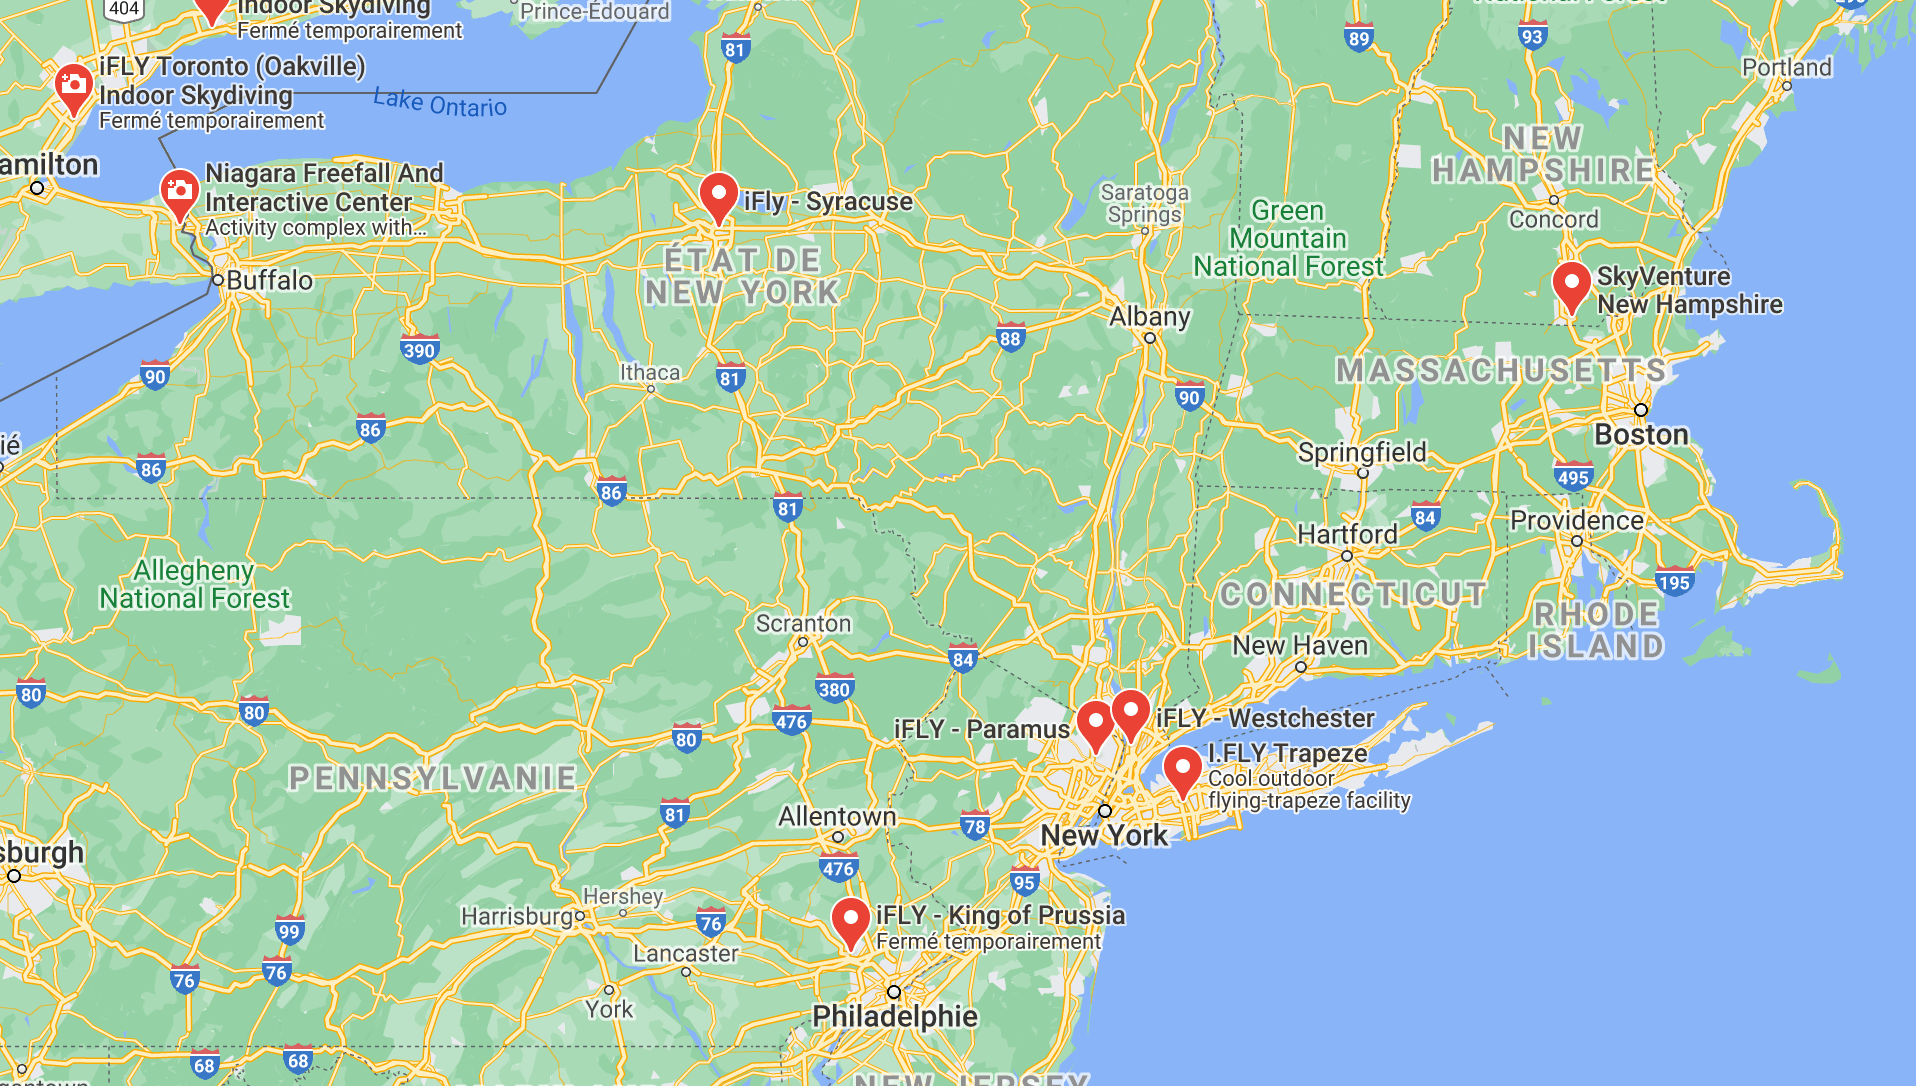 404
Indoor Skydiving
Fermé temporairement
Prince-Édouard
81
89
93
Portland
iFLY Toronto (Oakville)
Indoor Skydiving
Fermé temporairement
Lake Ontario
NEW
HAMPSHIRE
amilton
Niagara Freefall And
Interactive Center
Activity complex with...
iFly - Syracuse
Saratoga
Springs
Green
Mountain
National Forest
Concord
ÉTAT DE
NEW YORK
Buffalo
SkyVenture
New Hampshire
Albany
88
390
90
Ithaca
81
MASSACHUSETTS
90
86
Boston
ié
86
Springfield
495
86
81
84
Providence
Hartford
Allegheny
National Forest
195
CONNECTICUT
RHODE
ISLAND
Scranton
84
New Haven
80
380
80
476
80
iFLY - Paramus
iFLY - Westchester
I.FLY Trapeze
Cool outdoor
flying-trapeze facility
PENNSYLVANIE
81
Allentown
78
New York
sburgh
476
95
Hershey
Harrisburg
76
iFLY - King of Prussia
Fermé temporairement
99
Lancaster
76
76
York
Philadelphie
68
68
NEW JERSEY